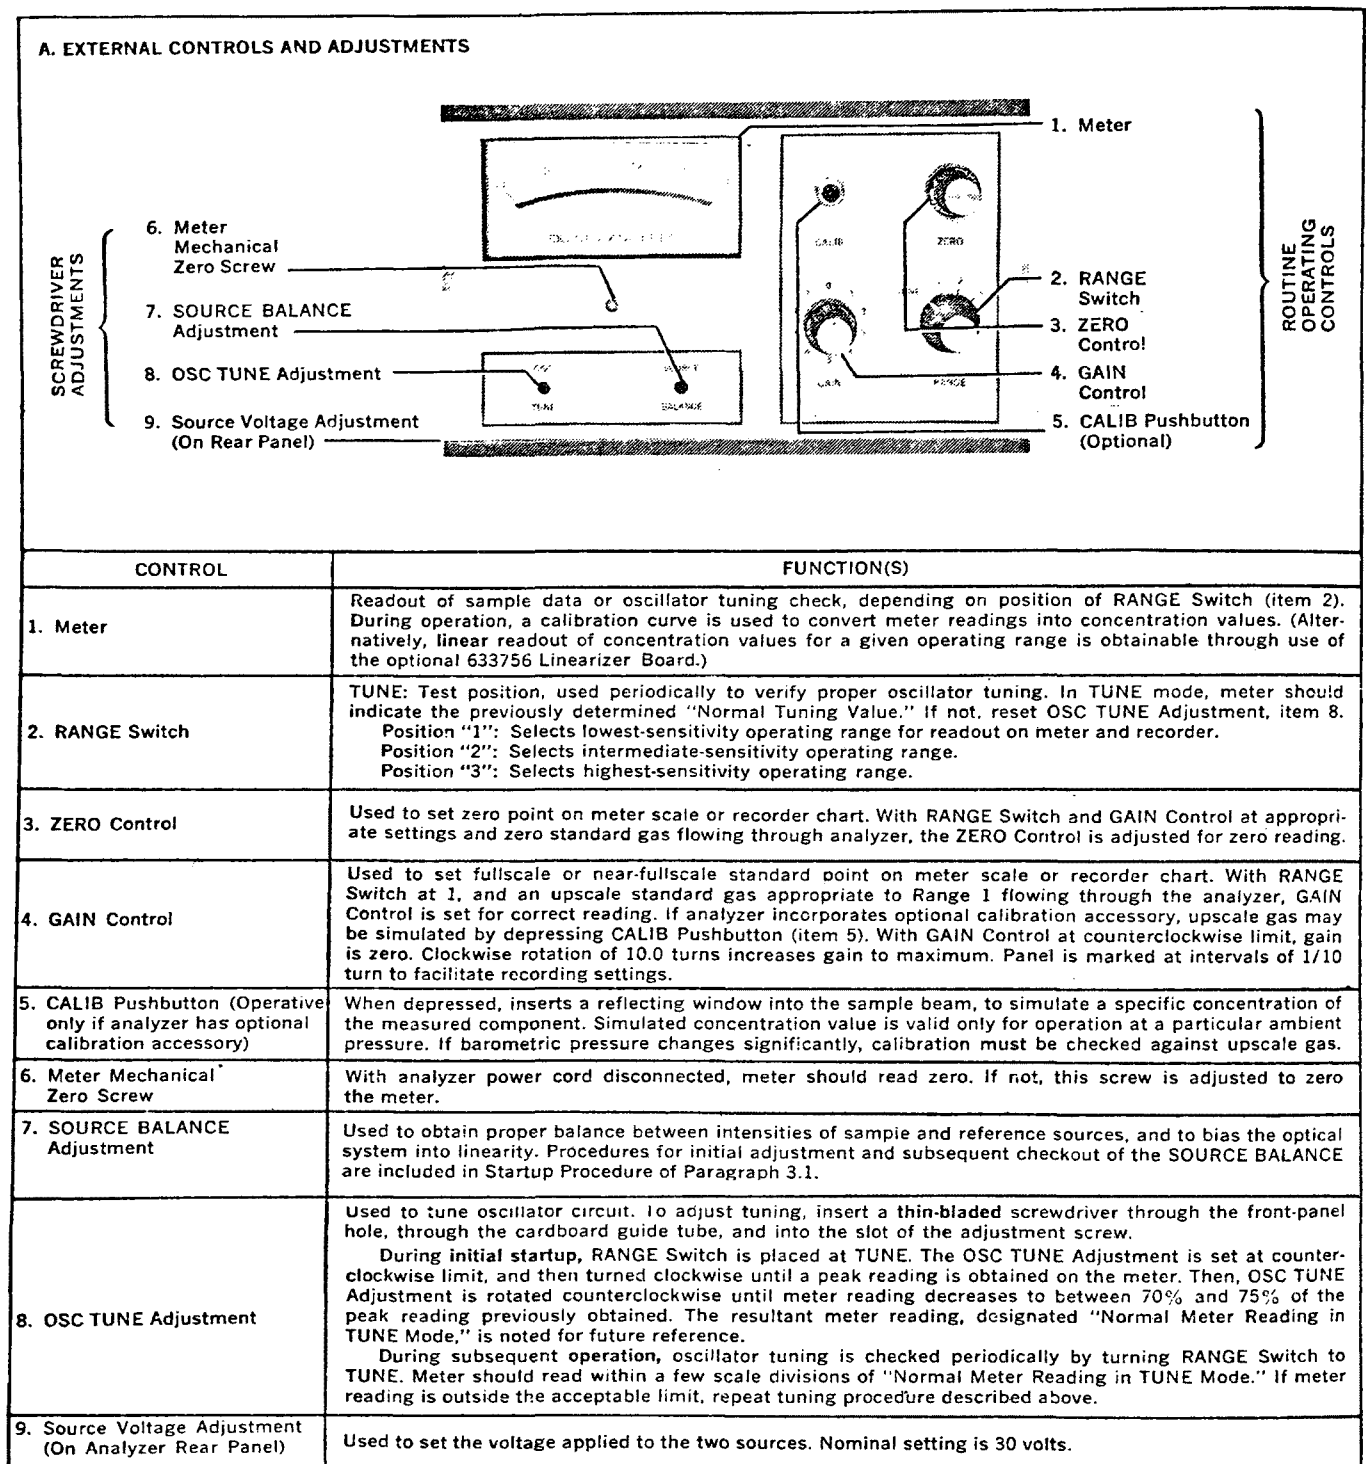 A. EXTERNAL CONTROLS AND ADJUSTMENTS
1. Meter
6. Meter
Mechanical
Zero Screw
7. SOURCE BALANCE
Adjustment
8. OSC TUNE Adjustment
9. Source Voltage Adjustment
(On Rear Panel)
SCREWDRIVER
ADJUSTMENTS
CALIB
ZERO
GAIN
RANGE
TUNE
BALANCE
2. RANGE
Switch
3. ZERO
Control
4. GAIN
Control
5. CALIB Pushbutton
(Optional)
ROUTINE
OPERATING
CONTROLS
CONTROL
FUNCTION(S)
1. Meter
Readout of sample data or oscillator tuning check, depending on position of RANGE Switch (item 2).
During operation, a calibration curve is used to convert meter readings into concentration values. (Alter-
natively, linear readout of concentration values for a given operating range is obtainable through use of
the optional 633756 Linearizer Board.)
2. RANGE Switch
TUNE: Test position, used periodically to verify proper oscillator tuning. In TUNE mode, meter should
indicate the previously determined "Normal Tuning Value." If not, reset OSC TUNE Adjustment, item 8.
Position "1": Selects lowest-sensitivity operating range for readout on meter and recorder.
Position "2": Selects intermediate-sensitivity operating range.
Position "3": Selects highest-sensitivity operating range.
3. ZERO Control
Used to set zero point on meter scale or recorder chart. With RANGE Switch and GAIN Control at appropri-
ate settings and zero standard gas flowing through analyzer, the ZERO Control is adjusted for zero reading.
4. GAIN Control
Used to set fullscale or near-fullscale standard point on meter scale or recorder chart. With RANGE
Switch at 1, and an upscale standard gas appropriate to Range 1 flowing through the analyzer, GAIN
Control is set for correct reading. If analyzer incorporates optional calibration accessory, upscale gas may
be simulated by depressing CALIB Pushbutton (item 5). With GAIN Control at counterclockwise limit, gain
is zero. Clockwise rotation of 10.0 turns increases gain to maximum. Panel is marked at intervals of 1/10
turn to facilitate recording settings.
5. CALIB Pushbutton (Operative
only if analyzer has optional
calibration accessory)
When depressed, inserts a reflecting window into the sample beam, to simulate a specific concentration of
the measured component. Simulated concentration value is valid only for operation at a particular ambient
pressure. If barometric pressure changes significantly, calibration must be checked against upscale gas.
6. Meter Mechanical
Zero Screw
With analyzer power cord disconnected, meter should read zero. If not, this screw is adjusted to zero
the meter.
7. SOURCE BALANCE
Adjustment
Used to obtain proper balance between intensities of sample and reference sources, and to bias the optical
system into linearity. Procedures for initial adjustment and subsequent checkout of the SOURCE BALANCE
are included in Startup Procedure of Paragraph 3.1.
8. OSC TUNE Adjustment
Used to tune oscillator circuit. To adjust tuning, insert a thin-bladed screwdriver through the front-panel
hole, through the cardboard guide tube, and into the slot of the adjustment screw.
During initial startup, RANGE Switch is placed at TUNE. The OSC TUNE Adjustment is set at counter-
clockwise limit, and then turned clockwise until a peak reading is obtained on the meter. Then, OSC TUNE
Adjustment is rotated counterclockwise until meter reading decreases to between 70% and 75% of the
peak reading previously obtained. The resultant meter reading, designated "Normal Meter Reading in
TUNE Mode," is noted for future reference.
During subsequent operation, oscillator tuning is checked periodically by turning RANGE Switch to
TUNE. Meter should read within a few scale divisions of "Normal Meter Reading in TUNE Mode." If meter
reading is outside the acceptable limit, repeat tuning procedure described above.
9. Source Voltage Adjustment
(On Analyzer Rear Panel)
Used to set the voltage applied to the two sources. Nominal setting is 30 volts.